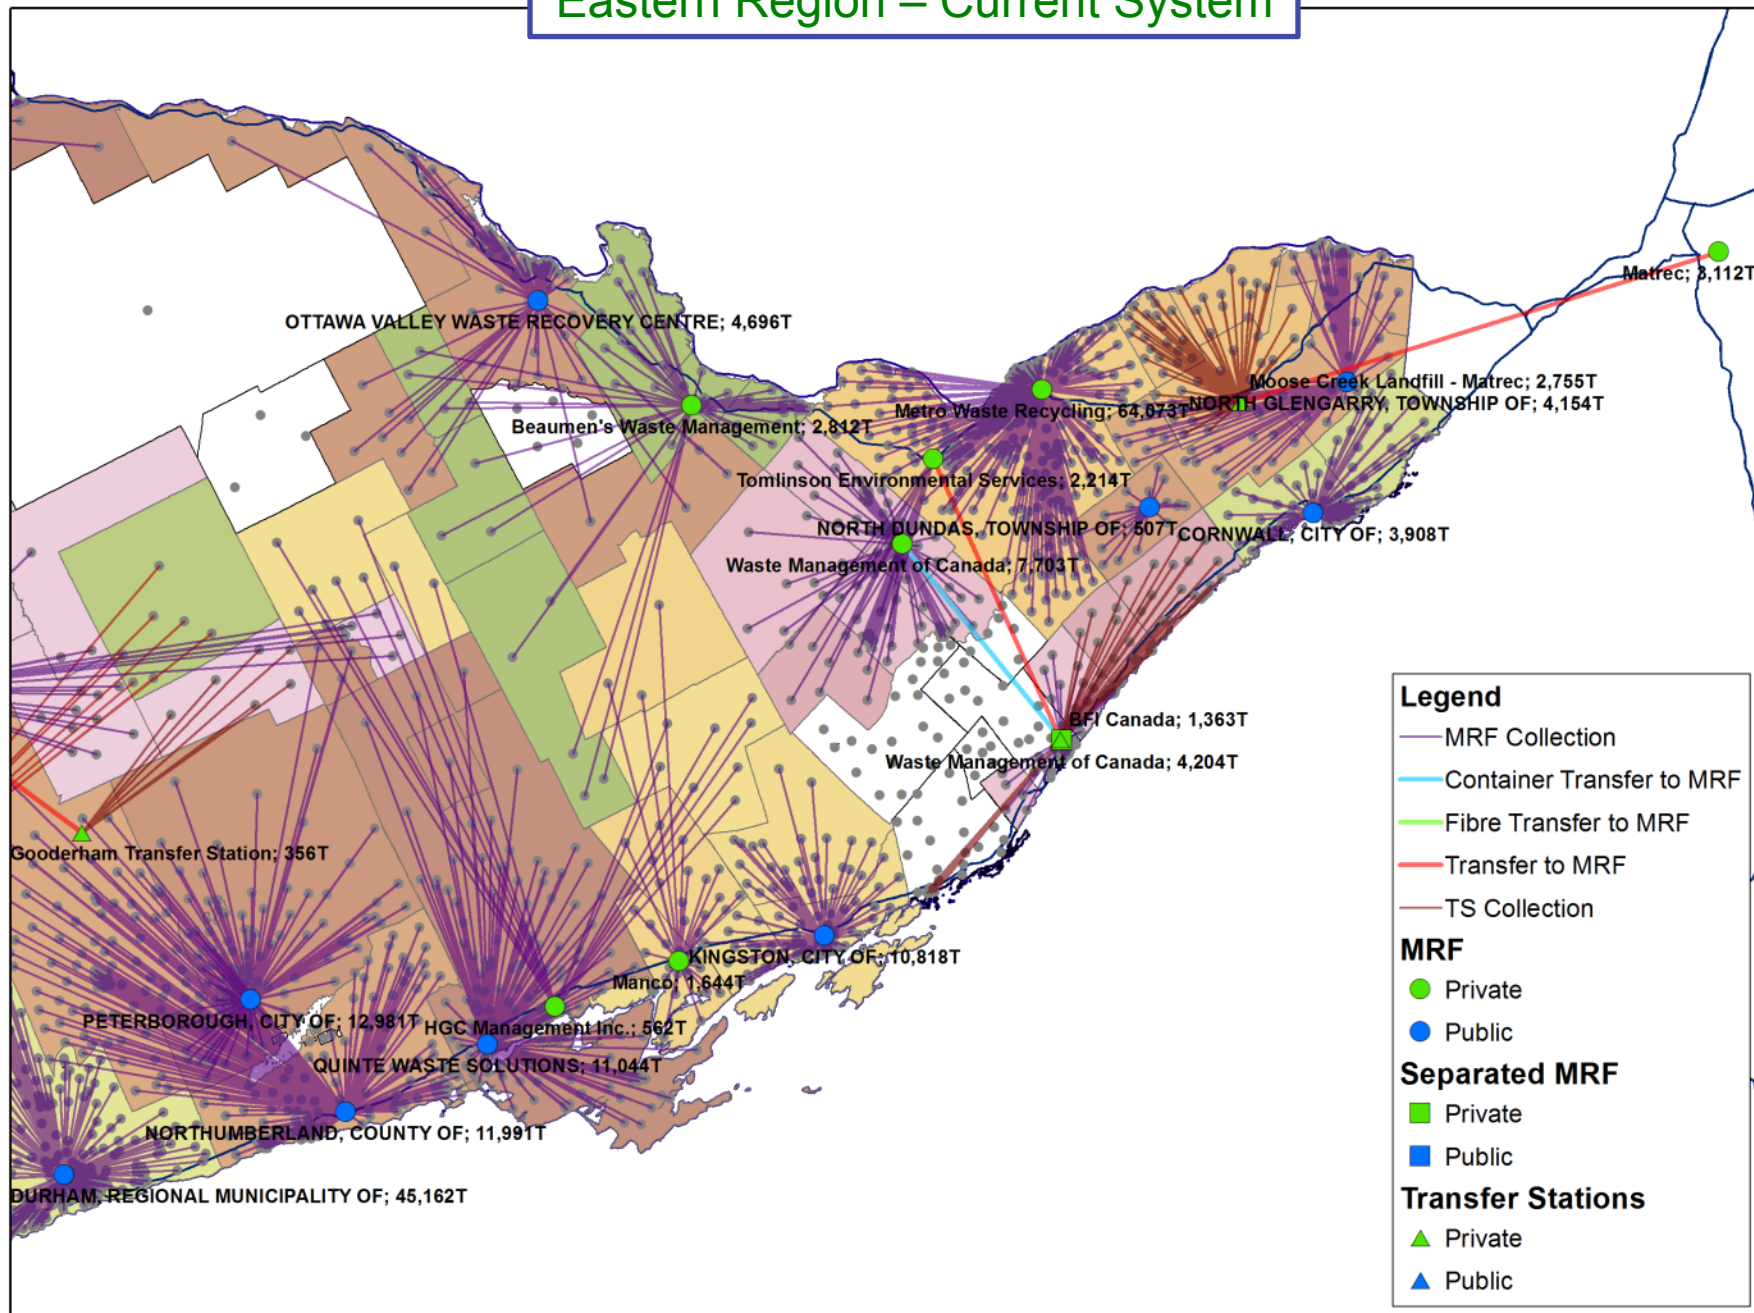 Eastern Region – Current System
Matrec; 3,112T
OTTAWA VALLEY WASTE RECOVERY CENTRE; 4,696T
Moose Creek Landfill - Matrec; 2,755T
NORTH GLENGARRY, TOWNSHIP OF; 4,154T
Metro Waste Recycling; 64,073T
Beaumen's Waste Management; 2,812T
Tomlinson Environmental Services; 2,214T
NORTH DUNDAS, TOWNSHIP OF; 507T
CORNWALL, CITY OF; 3,908T
Waste Management of Canada; 7,703T
BFI Canada; 1,363T
Waste Management of Canada; 4,204T
Gooderham Transfer Station; 356T
KINGSTON, CITY OF; 10,818T
Manco; 1,644T
PETERBOROUGH, CITY OF; 12,981T
HGC Management Inc.; 562T
QUINTE WASTE SOLUTIONS; 11,044T
NORTHUMBERLAND, COUNTY OF; 11,991T
DURHAM, REGIONAL MUNICIPALITY OF; 45,162T
Legend
MRF Collection
Container Transfer to MRF
Fibre Transfer to MRF
Transfer to MRF
TS Collection
MRF
Private
Public
Separated MRF
Private
Public
Transfer Stations
Private
Public